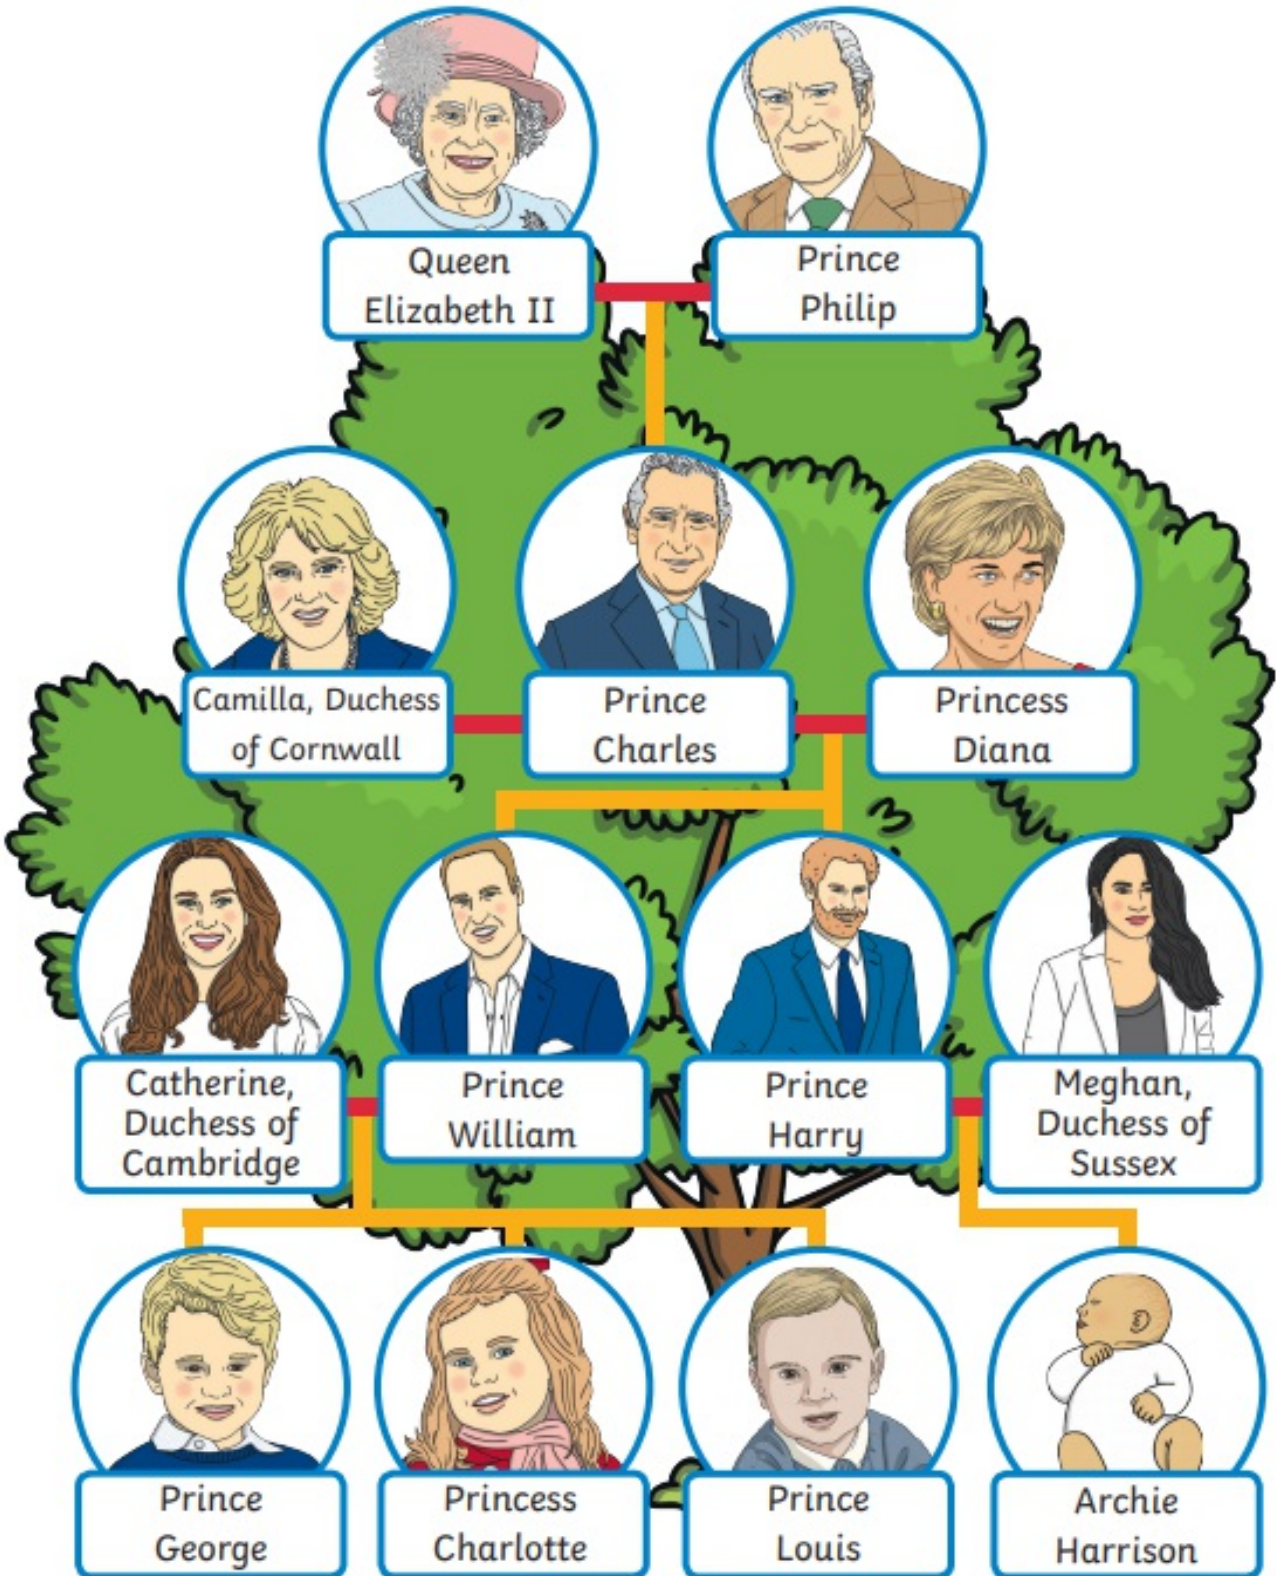 Queen
Elizabeth II
Prince
Philip
Camilla, Duchess
of Cornwall
Prince
Charles
Princess
Diana
Catherine,
Duchess of
Cambridge
Prince
William
Prince
Harry
Meghan,
Duchess of
Sussex
Prince
George
Princess
Charlotte
Prince
Louis
Archie
Harrison